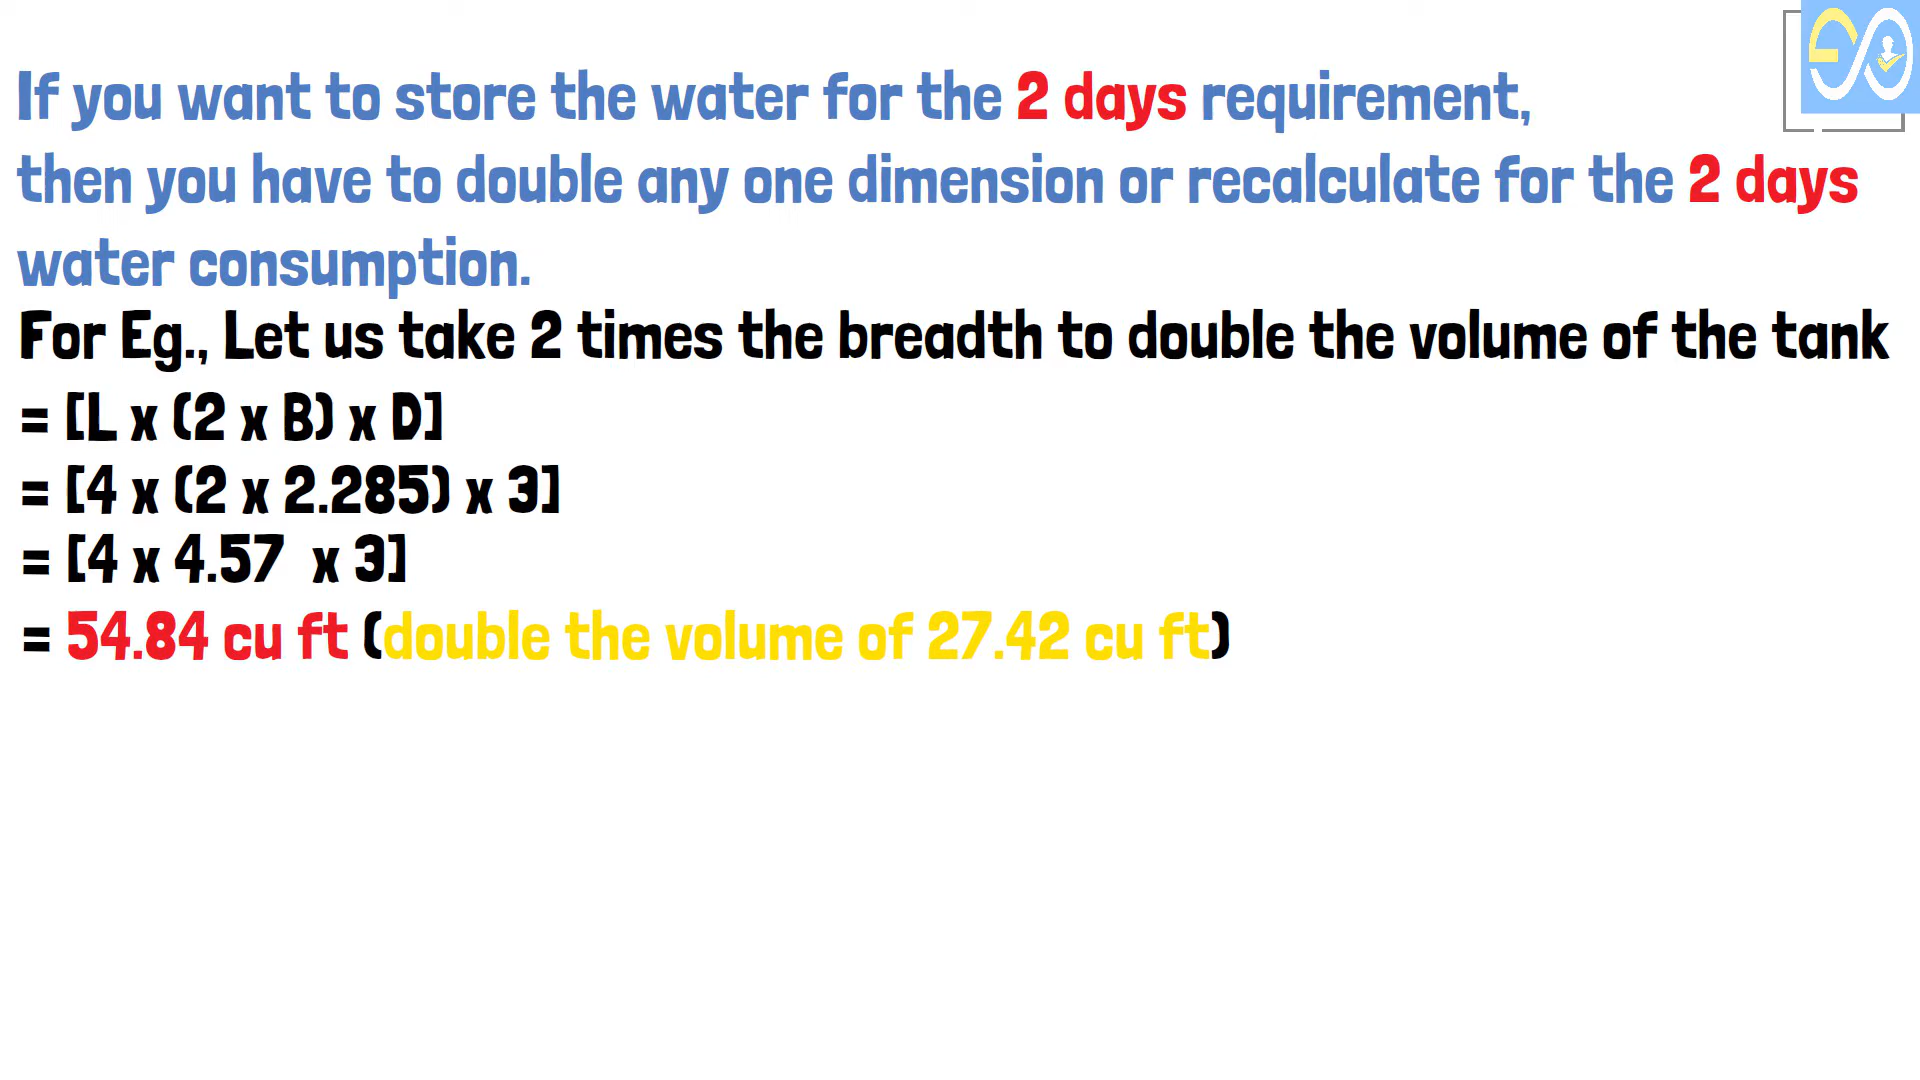 If you want to store the water for the 2 days requirement,
then you have to double any one dimension or recalculate for the 2 days
water consumption.
For Eg., Let us take 2 times the breadth to double the volume of the tank
= [L x (2 x B) x D]
= [4 x (2 x 2.285) x 3]
= [4 x 4.57  x 3]
= 54.84 cu ft (double the volume of 27.42 cu ft)